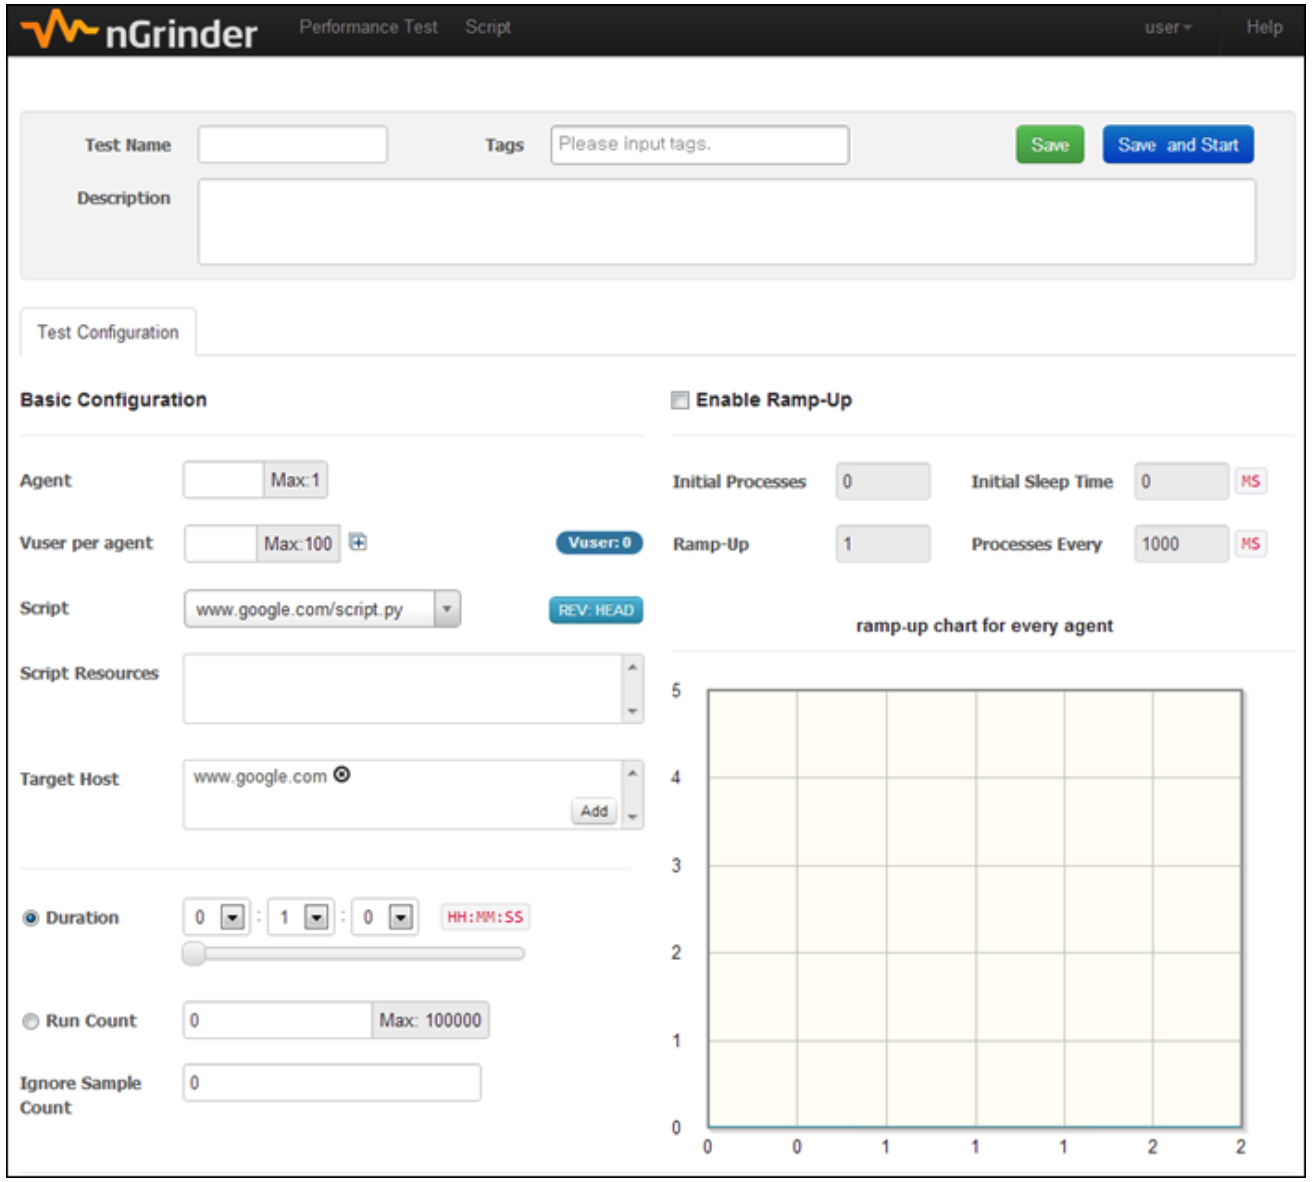 nGrinder Performance Test Script user Help
Test Name Tags Please input tags. Save Save and Start
Description
Test Configuration
Basic Configuration
Agent Max:1
Vuser per agent Max:100 Vuser: 0
Script www.google.com/script.py REV: HEAD
Script Resources
Target Host www.google.com
Add
Duration 0 : 1 : 0 HH:MM:SS
Run Count 0 Max: 100000
Ignore Sample 0
Count
Enable Ramp-Up
Initial Processes 0 Initial Sleep Time 0 MS
Ramp-Up 1 Processes Every 1000 MS
ramp-up chart for every agent
5
4
3
2
1
0
0 0 1 1 1 2 2